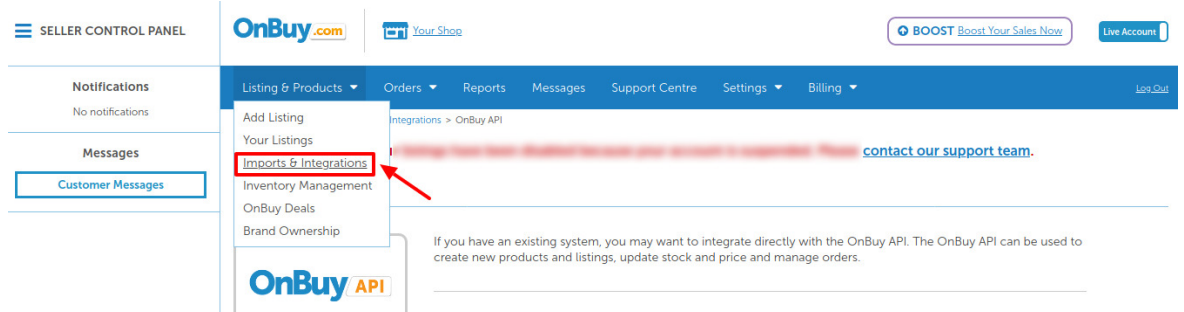 SELLER CONTROL PANEL
OnBuy.com
Your Shop
BOOST Boost Your Sales Now
Live Account
Notifications
No notifications
Messages
Customer Messages
Listing & Products Orders Reports Messages Support Centre Settings Billing Log Out
Add Listing
Your Listings
Imports & Integrations
Inventory Management
OnBuy Deals
Brand Ownership
Integrations > OnBuy API
contact our support team.
OnBuy API
If you have an existing system, you may want to integrate directly with the OnBuy API. The OnBuy API can be used to
create new products and listings, update stock and price and manage orders.